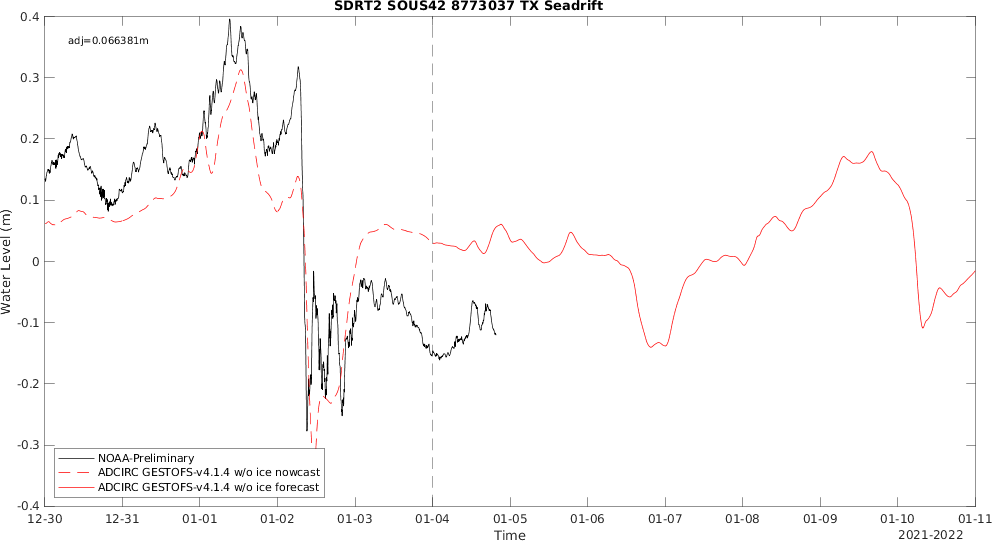 SDRT2 SOUS42 8773037 TX Seadrift
adj=0.066381m
Water Level (m)
0.4
0.3
0.2
0.1
0
-0.1
-0.2
-0.3
-0.4
NOAA-Preliminary
ADCIRC GESTOFS-v4.1.4 w/o ice nowcast
ADCIRC GESTOFS-v4.1.4 w/o ice forecast
12-30 12-31 01-01 01-02 01-03 01-04 01-05 01-06 01-07 01-08 01-09 01-10 01-11
Time
2021-2022